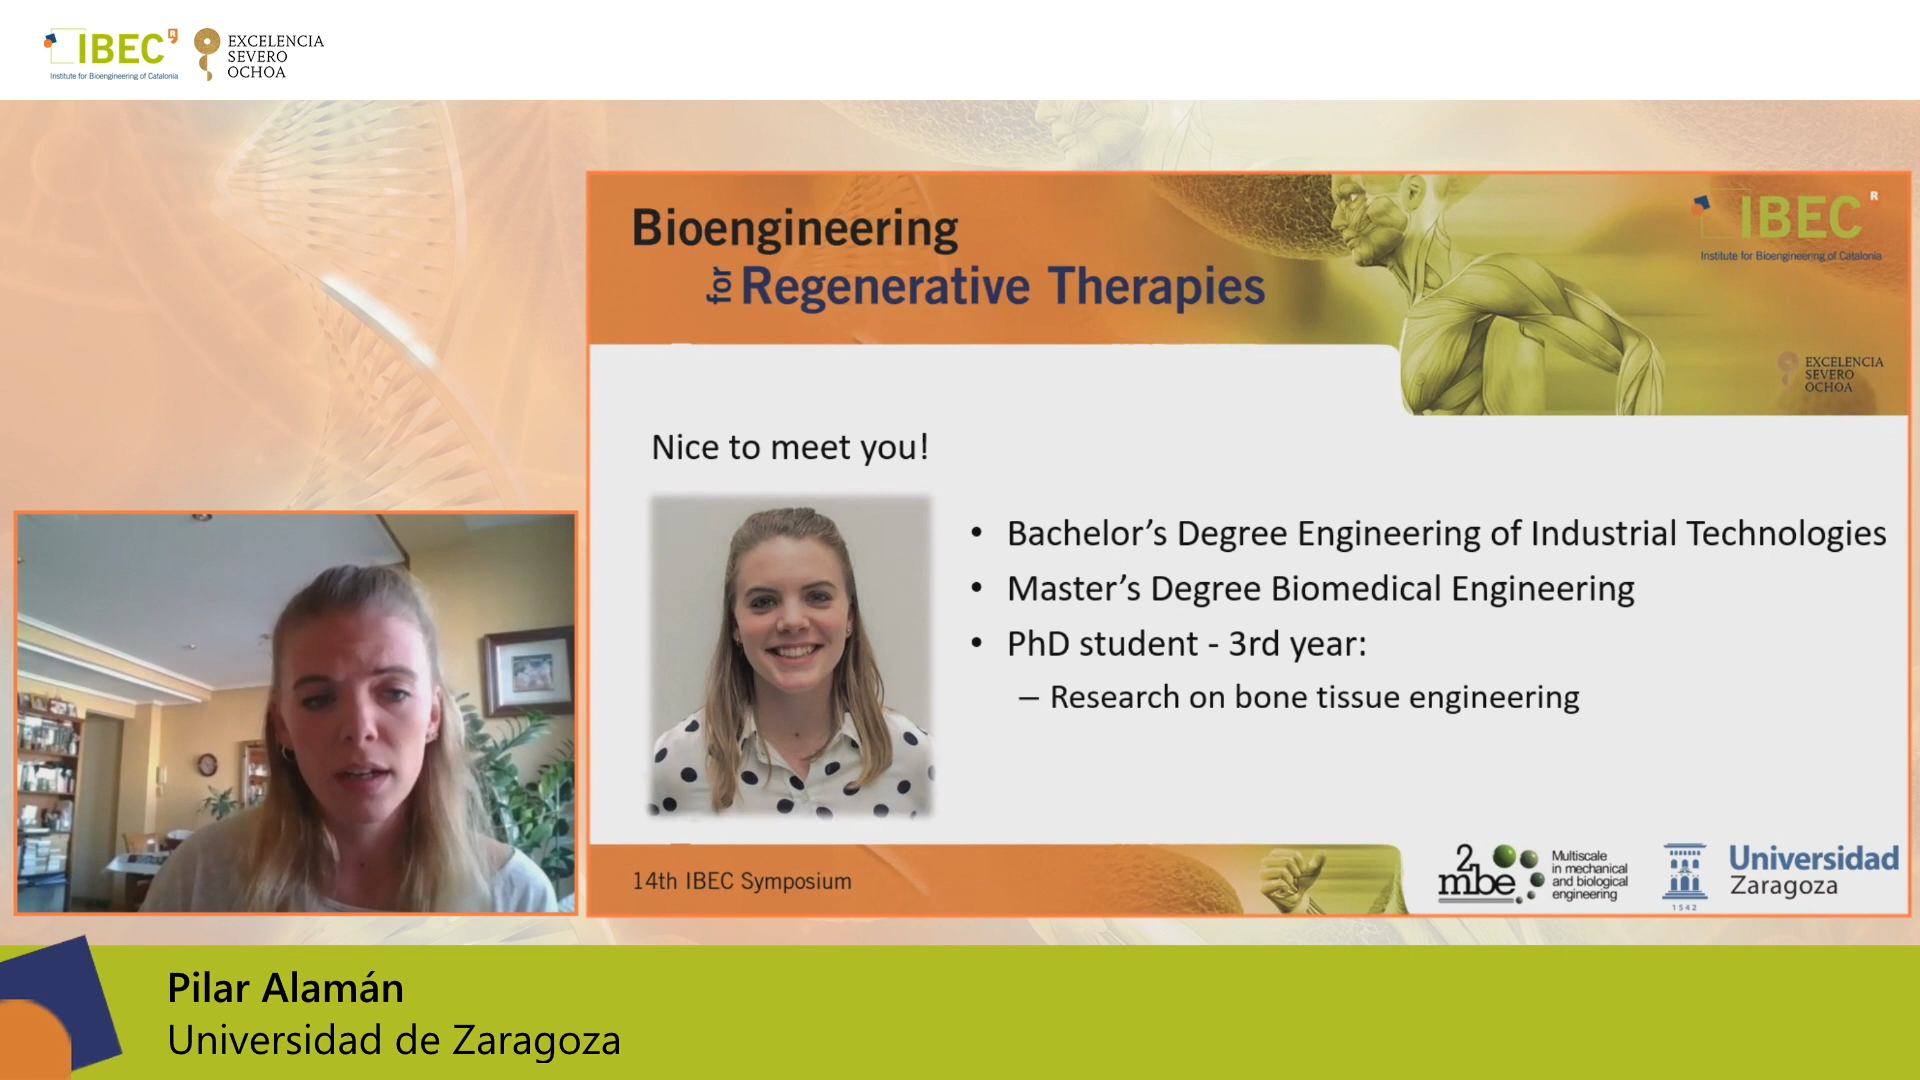 IBEC R
Institute for Bioengineering of Catalonia
EXCELENCIA
SEVERO
OCHOA
Bioengineering
for Regenerative Therapies
IBEC R
Institute for Bioengineering of Catalonia
EXCELENCIA
SEVERO
OCHOA
Nice to meet you!
• Bachelor’s Degree Engineering of Industrial Technologies
• Master’s Degree Biomedical Engineering
• PhD student - 3rd year:
– Research on bone tissue engineering
14th IBEC Symposium
m2be
Multiscale
in mechanical
and biological
engineering
1542
Universidad
Zaragoza
Pilar Alamán
Universidad de Zaragoza